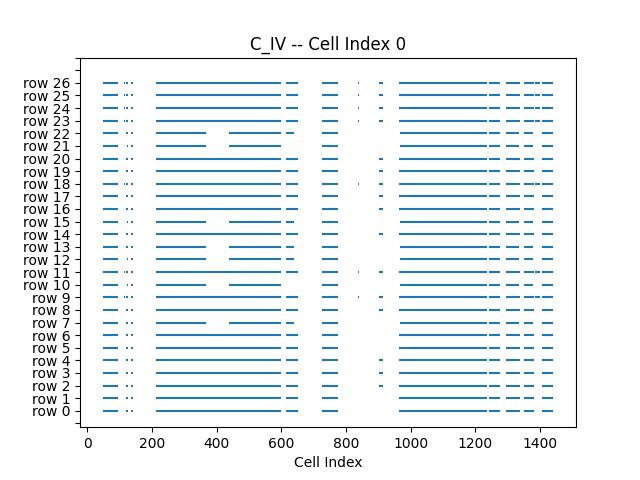 C_IV -- Cell Index 0
row 26
row 25
row 24
row 23
row 22
row 21
row 20
row 19
row 18
row 17
row 16
row 15
row 14
row 13
row 12
row 11
row 10
row 9
row 8
row 7
row 6
row 5
row 4
row 3
row 2
row 1
row 0
0 200 400 600 800 1000 1200 1400
Cell Index